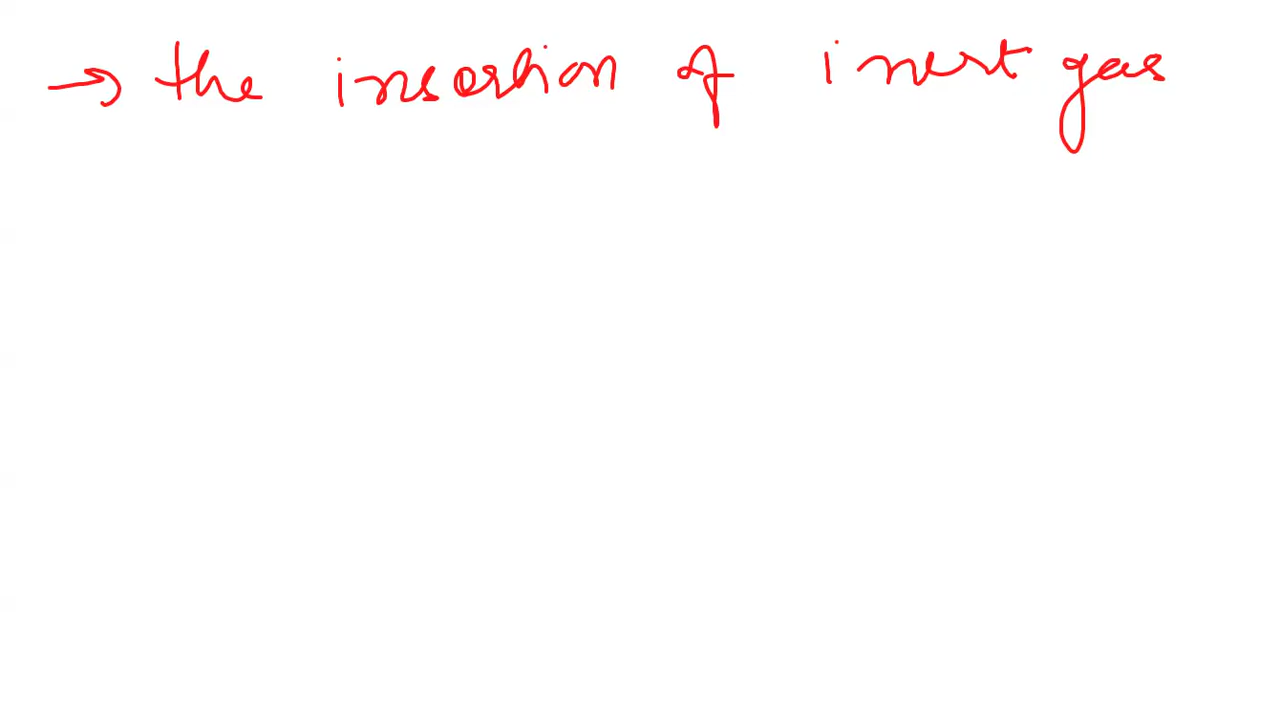 → the insertion of inert gas